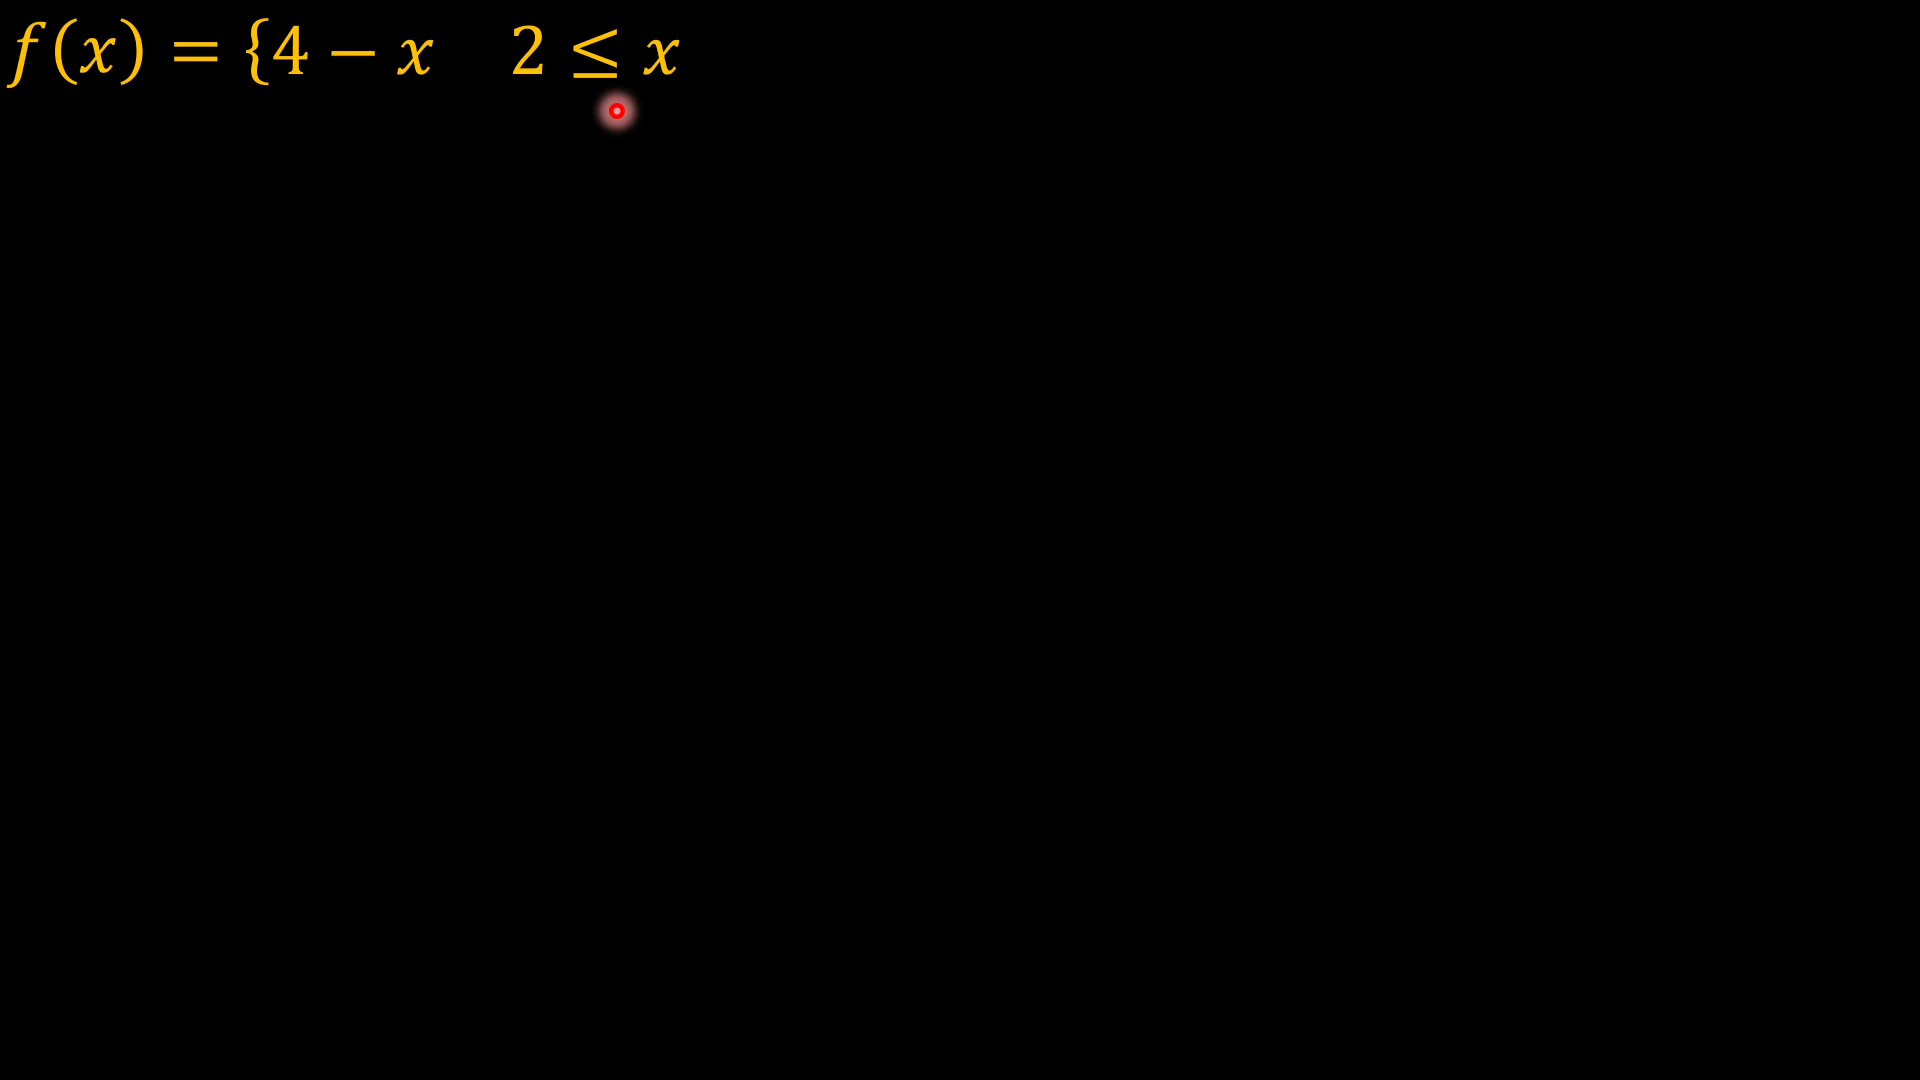 f(x) = {4 − x 2 ≤ x